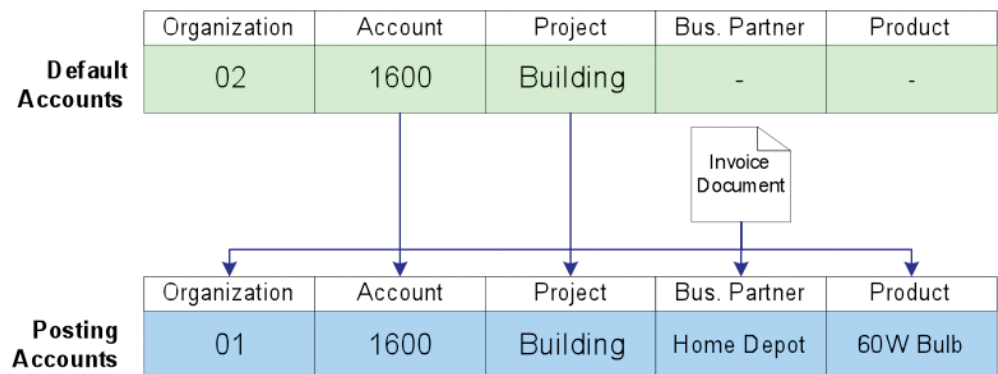 Organization Account Project Bus. Partner Product
Default
Accounts
02 1600 Building - -
Invoice
Document
Organization Account Project Bus. Partner Product
Posting
Accounts
01 1600 Building Home Depot 60W Bulb